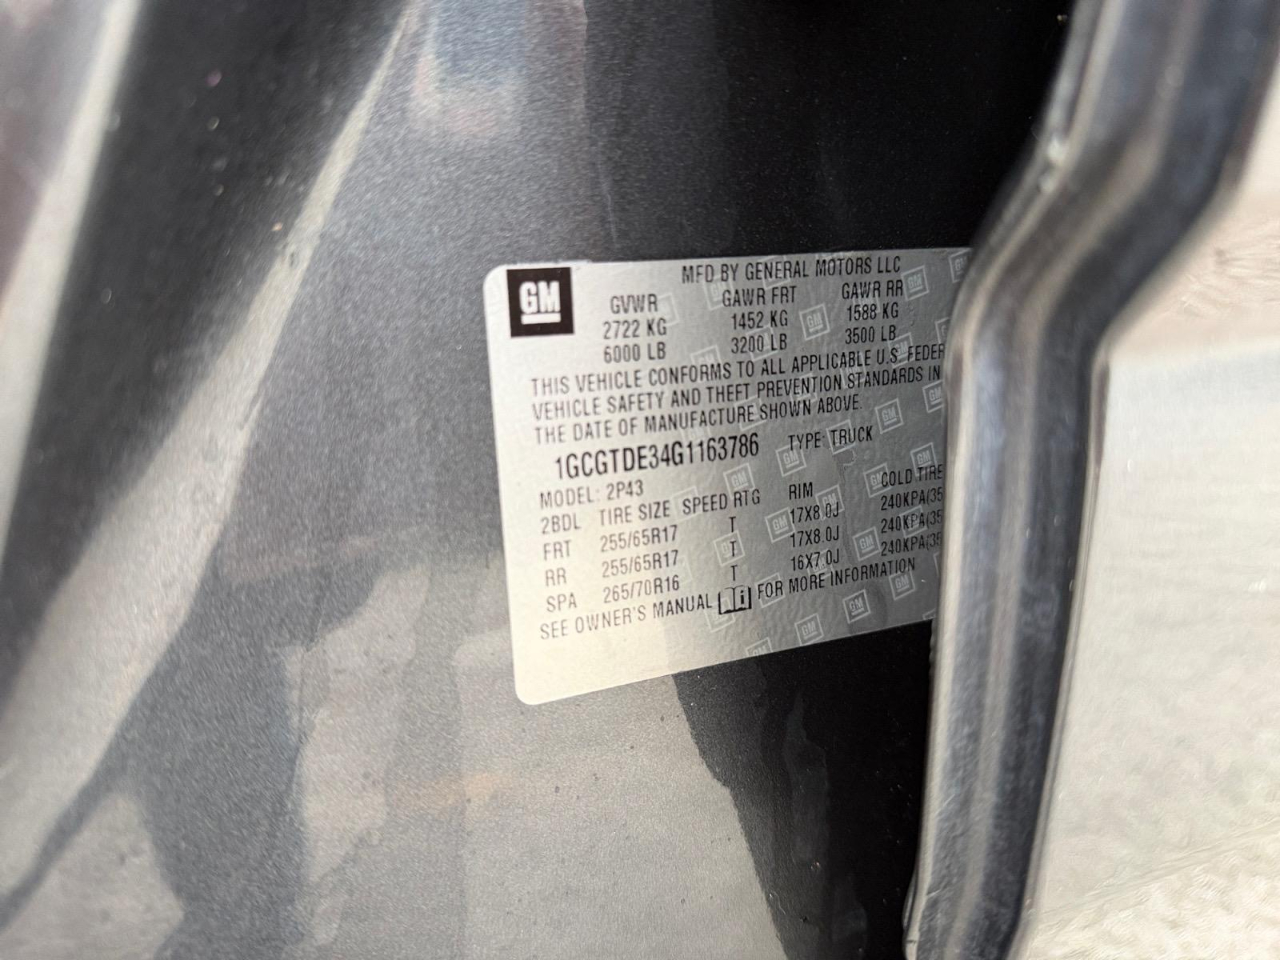 GM
MFD BY GENERAL MOTORS LLC
GVWR GAWR FRT GAWR RR
2722 KG 1452 KG 1588 KG
6000 LB 3200 LB 3500 LB
THIS VEHICLE CONFORMS TO ALL APPLICABLE U.S. FEDER
VEHICLE SAFETY AND THEFT PREVENTION STANDARDS IN
THE DATE OF MANUFACTURE SHOWN ABOVE.
1GCGTDE34G1163786 TYPE: TRUCK
MODEL: 2P43
2BDL TIRE SIZE SPEED RTG RIM COLD TIRE
FRT 255/65R17 T 17X8.0J 240KPA(35
RR 255/65R17 T 17X8.0J 240KPA(35
SPA 265/70R16 T 16X7.0J 240KPA(35
SEE OWNER'S MANUAL i FOR MORE INFORMATION